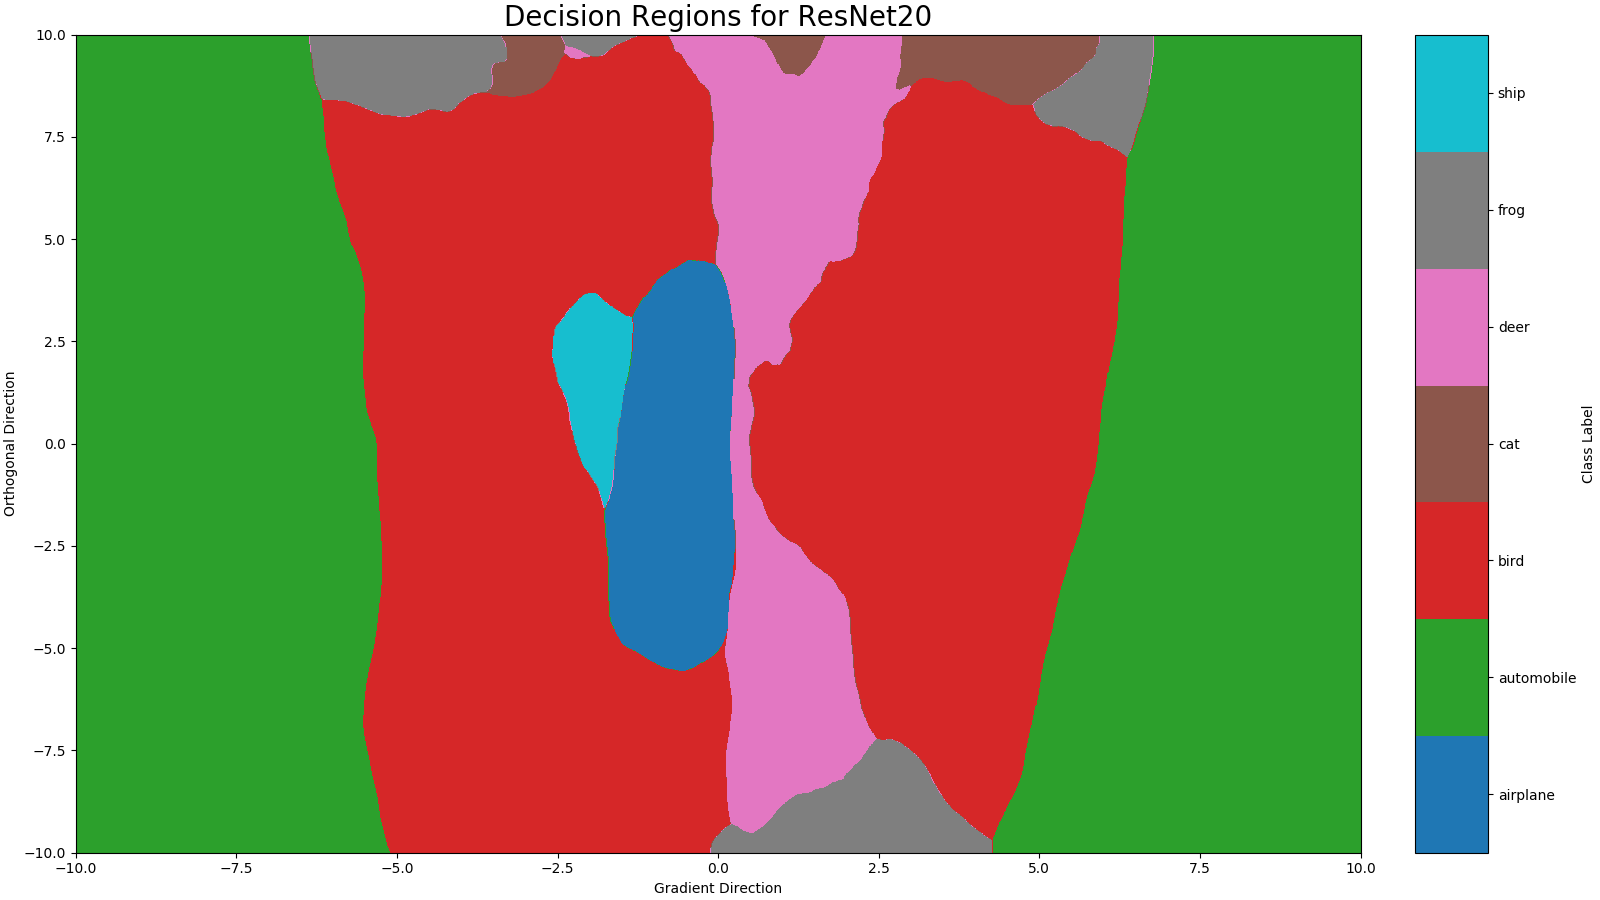 Decision Regions for ResNet20
10.0
7.5
5.0
2.5
0.0
−2.5
−5.0
−7.5
−10.0
Orthogonal Direction
−10.0 −7.5 −5.0 −2.5 0.0 2.5 5.0 7.5 10.0
Gradient Direction
ship
frog
deer
cat
bird
automobile
airplane
Class Label